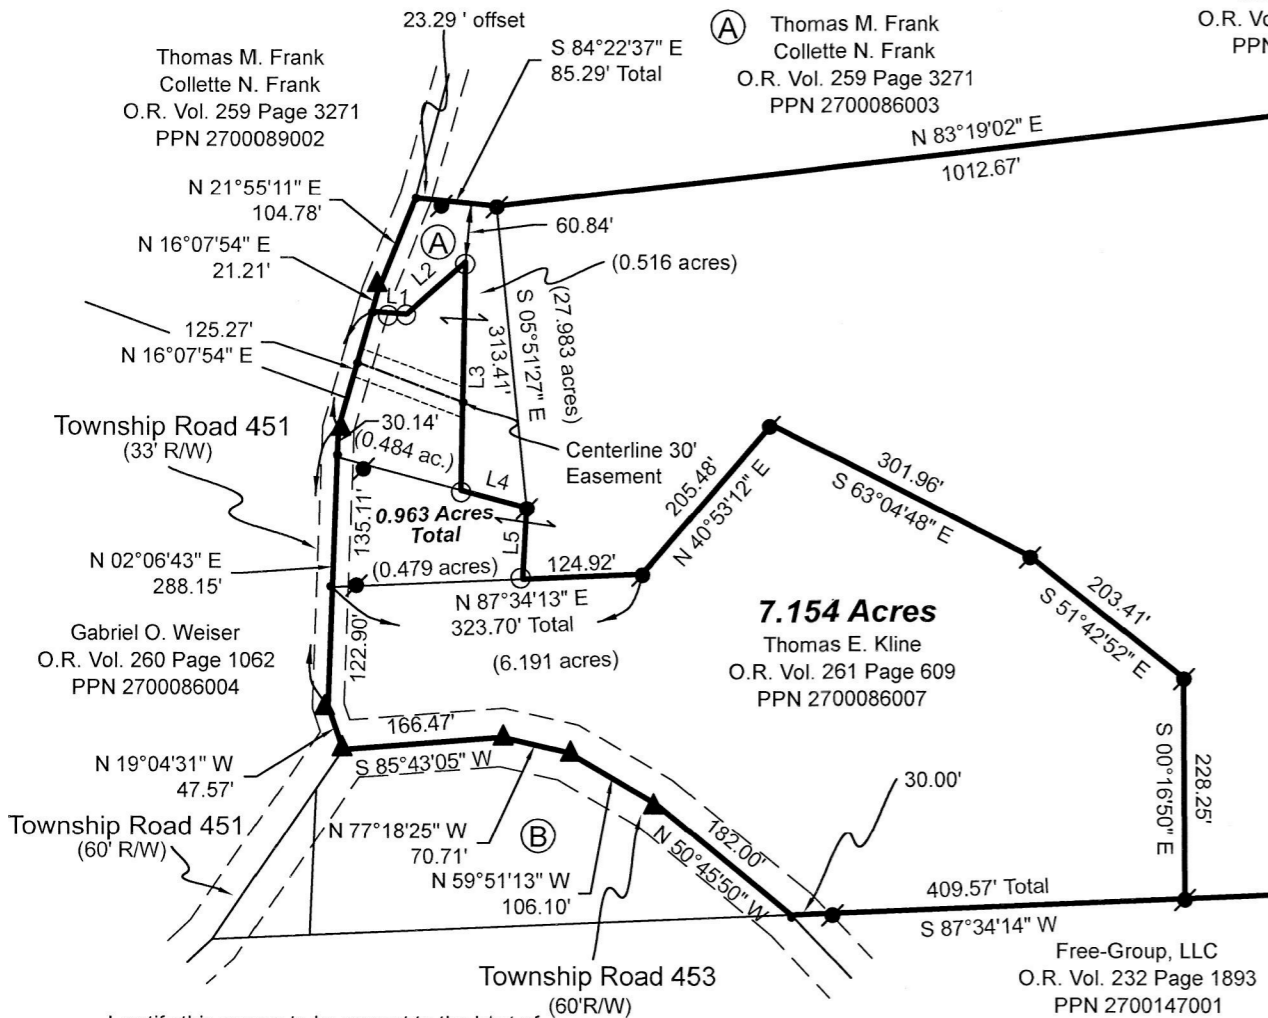 23.29 ' offset
S 84°22'37" E
85.29' Total
Thomas M. Frank
Collette N. Frank
O.R. Vol. 259 Page 3271
PPN 2700089002
A
Thomas M. Frank
Collette N. Frank
O.R. Vol. 259 Page 3271
PPN 2700086003
O.R. Vo
PPN
N 83°19'02" E
1012.67'
N 21°55'11" E
104.78'
N 16°07'54" E
21.21'
A
60.84'
(0.516 acres)
L1
L2
L3
313.41'
S 05°51'27" E
(27.983 acres)
125.27'
N 16°07'54" E
Township Road 451
(33' R/W)
30.14'
(0.484 ac.)
Centerline 30'
Easement
L4
L5
0.963 Acres
Total
135.11'
(0.479 acres)
124.92'
N 87°34'13" E
323.70' Total
(6.191 acres)
205.48'
N 40°53'12" E
301.96'
S 63°04'48" E
203.41'
S 51°42'52" E
N 02°06'43" E
288.15'
7.154 Acres
Thomas E. Kline
O.R. Vol. 261 Page 609
PPN 2700086007
Gabriel O. Weiser
O.R. Vol. 260 Page 1062
PPN 2700086004
122.90'
S 00°16'50" E
228.25'
N 19°04'31" W
47.57'
166.47'
S 85°43'05" W
Township Road 451
(60' R/W)
N 77°18'25" W
70.71'
B
N 59°51'13" W
106.10'
182.00'
N 50°45'50" W
30.00'
409.57' Total
S 87°34'14" W
Township Road 453
(60'R/W)
Free-Group, LLC
O.R. Vol. 232 Page 1893
PPN 2700147001